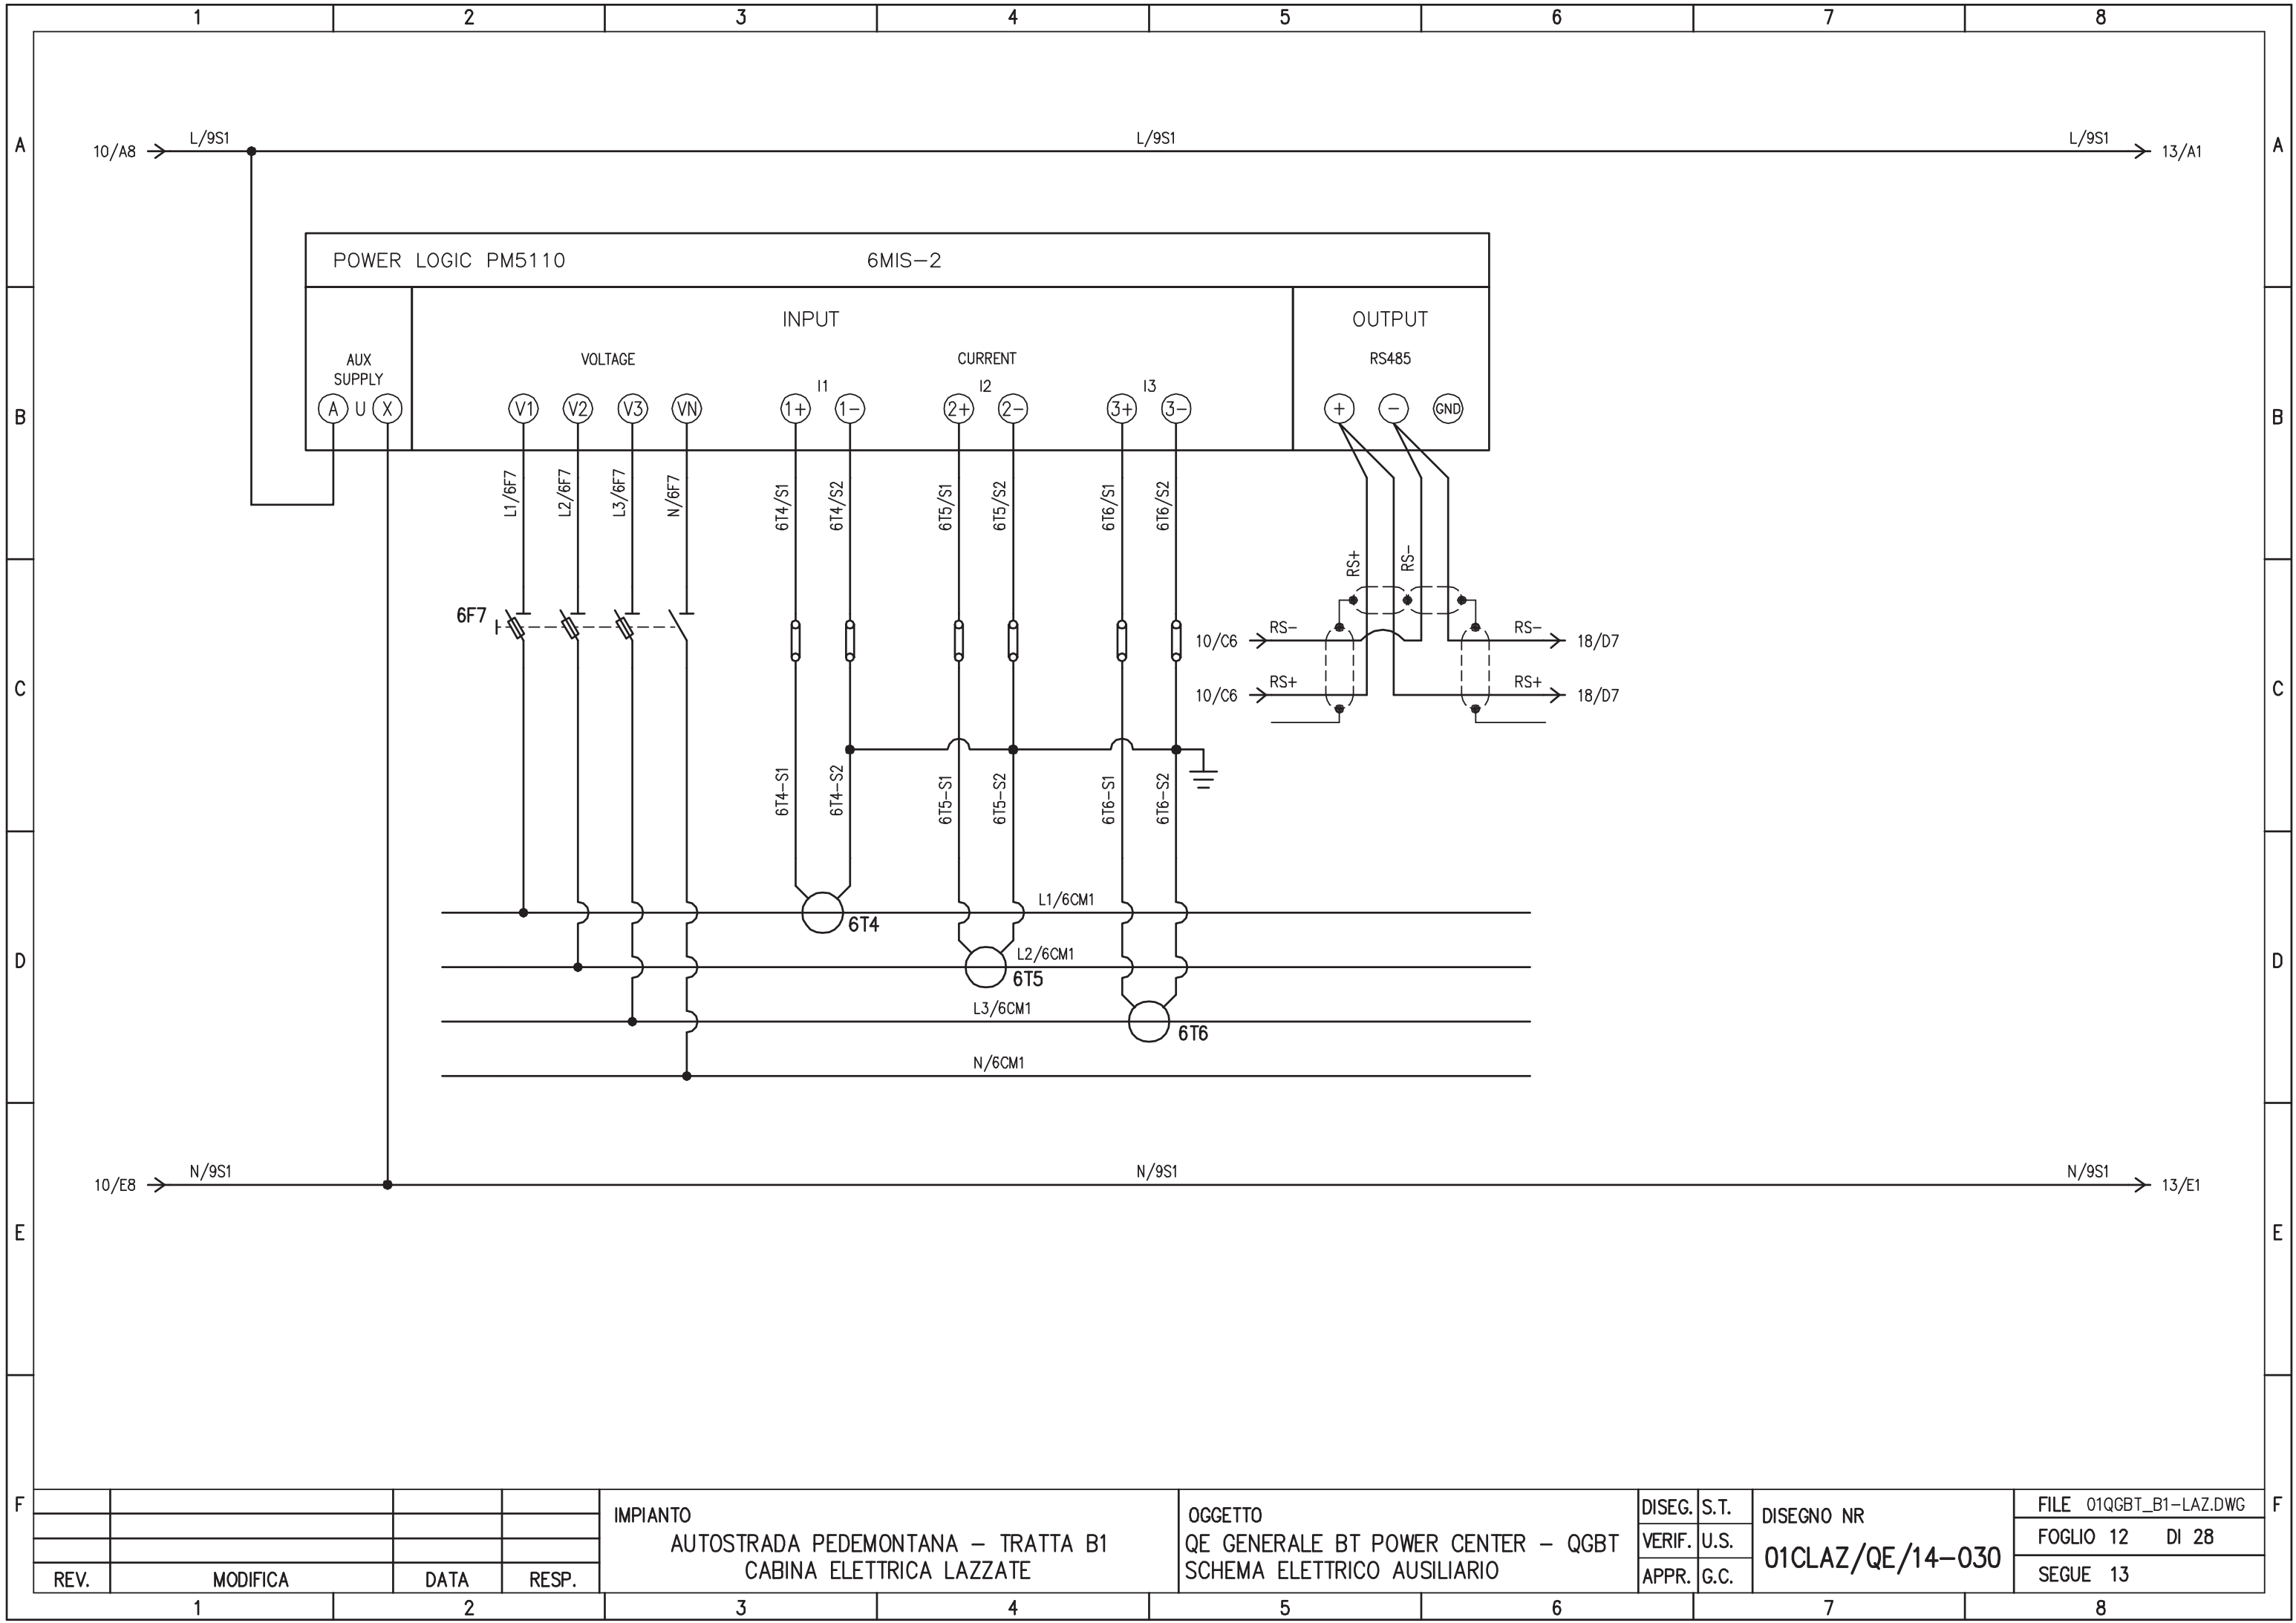 1 2 3 4 5 6 7 8
A A
10/A8 L/9S1 L/9S1 L/9S1 13/A1
POWER LOGIC PM5110 6MIS-2
INPUT OUTPUT
AUX SUPPLY VOLTAGE CURRENT RS485
I1 I2 I3
B A U X V1 V2 V3 VN 1+ 1- 2+ 2- 3+ 3- + - GND B
L1/6F7 L2/6F7 L3/6F7 N/6F7 6T4/S1 6T4/S2 6T5/S1 6T5/S2 6T6/S1 6T6/S2
RS+ RS-
6F7
10/C6 RS- RS- 18/D7
C 10/C6 RS+ RS+ 18/D7 C
6T4-S1 6T4-S2 6T5-S1 6T5-S2 6T6-S1 6T6-S2
L1/6CM1
6T4
D L2/6CM1 D
6T5
L3/6CM1
6T6
N/6CM1
10/E8 N/9S1 N/9S1 N/9S1 13/E1
E E
F F
REV. MODIFICA DATA RESP.
IMPIANTO
AUTOSTRADA PEDEMONTANA - TRATTA B1
CABINA ELETTRICA LAZZATE
OGGETTO
QE GENERALE BT POWER CENTER - QGBT
SCHEMA ELETTRICO AUSILIARIO
DISEG. S.T.
VERIF. U.S.
APPR. G.C.
DISEGNO NR
01CLAZ/QE/14-030
FILE 01QGBT_B1-LAZ.DWG
FOGLIO 12 DI 28
SEGUE 13
1 2 3 4 5 6 7 8